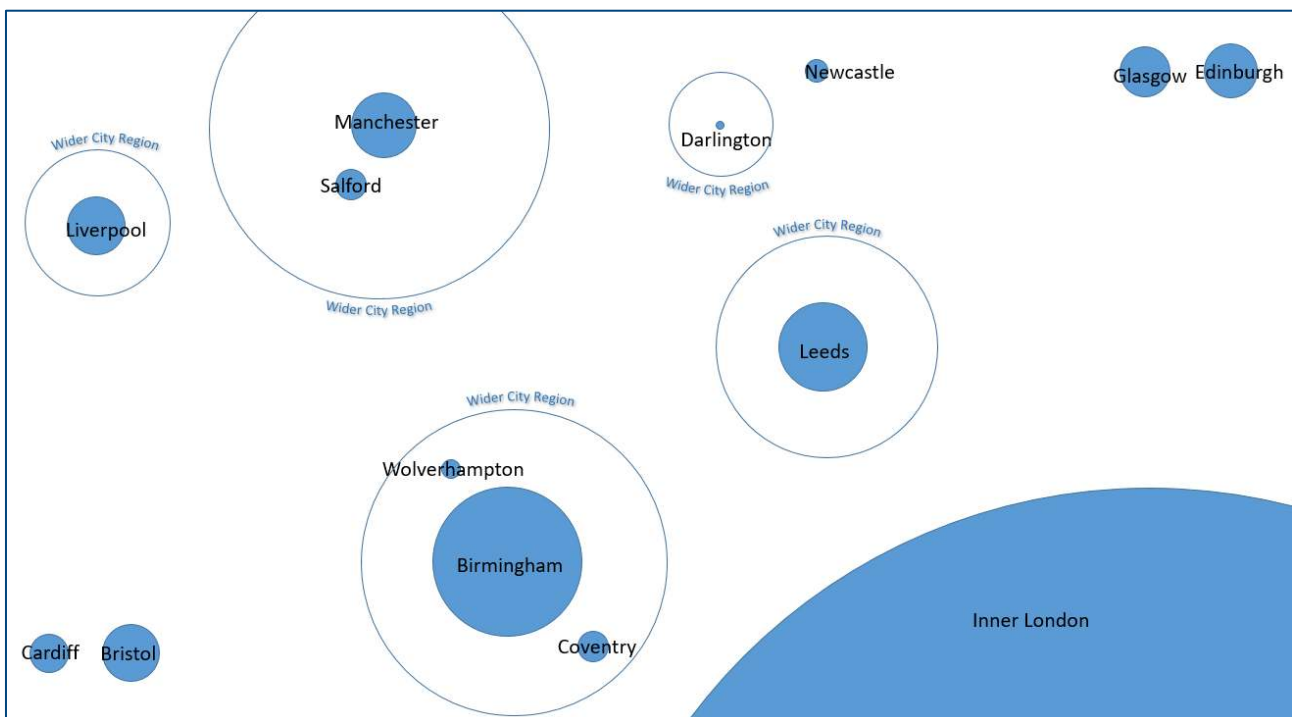 Newcastle
Glasgow
Edinburgh
Manchester
Darlington
Wider City Region
Salford
Wider City Region
Liverpool
Wider City Region
Wider City Region
Leeds
Wider City Region
Wolverhampton
Birmingham
Inner London
Coventry
Cardiff
Bristol